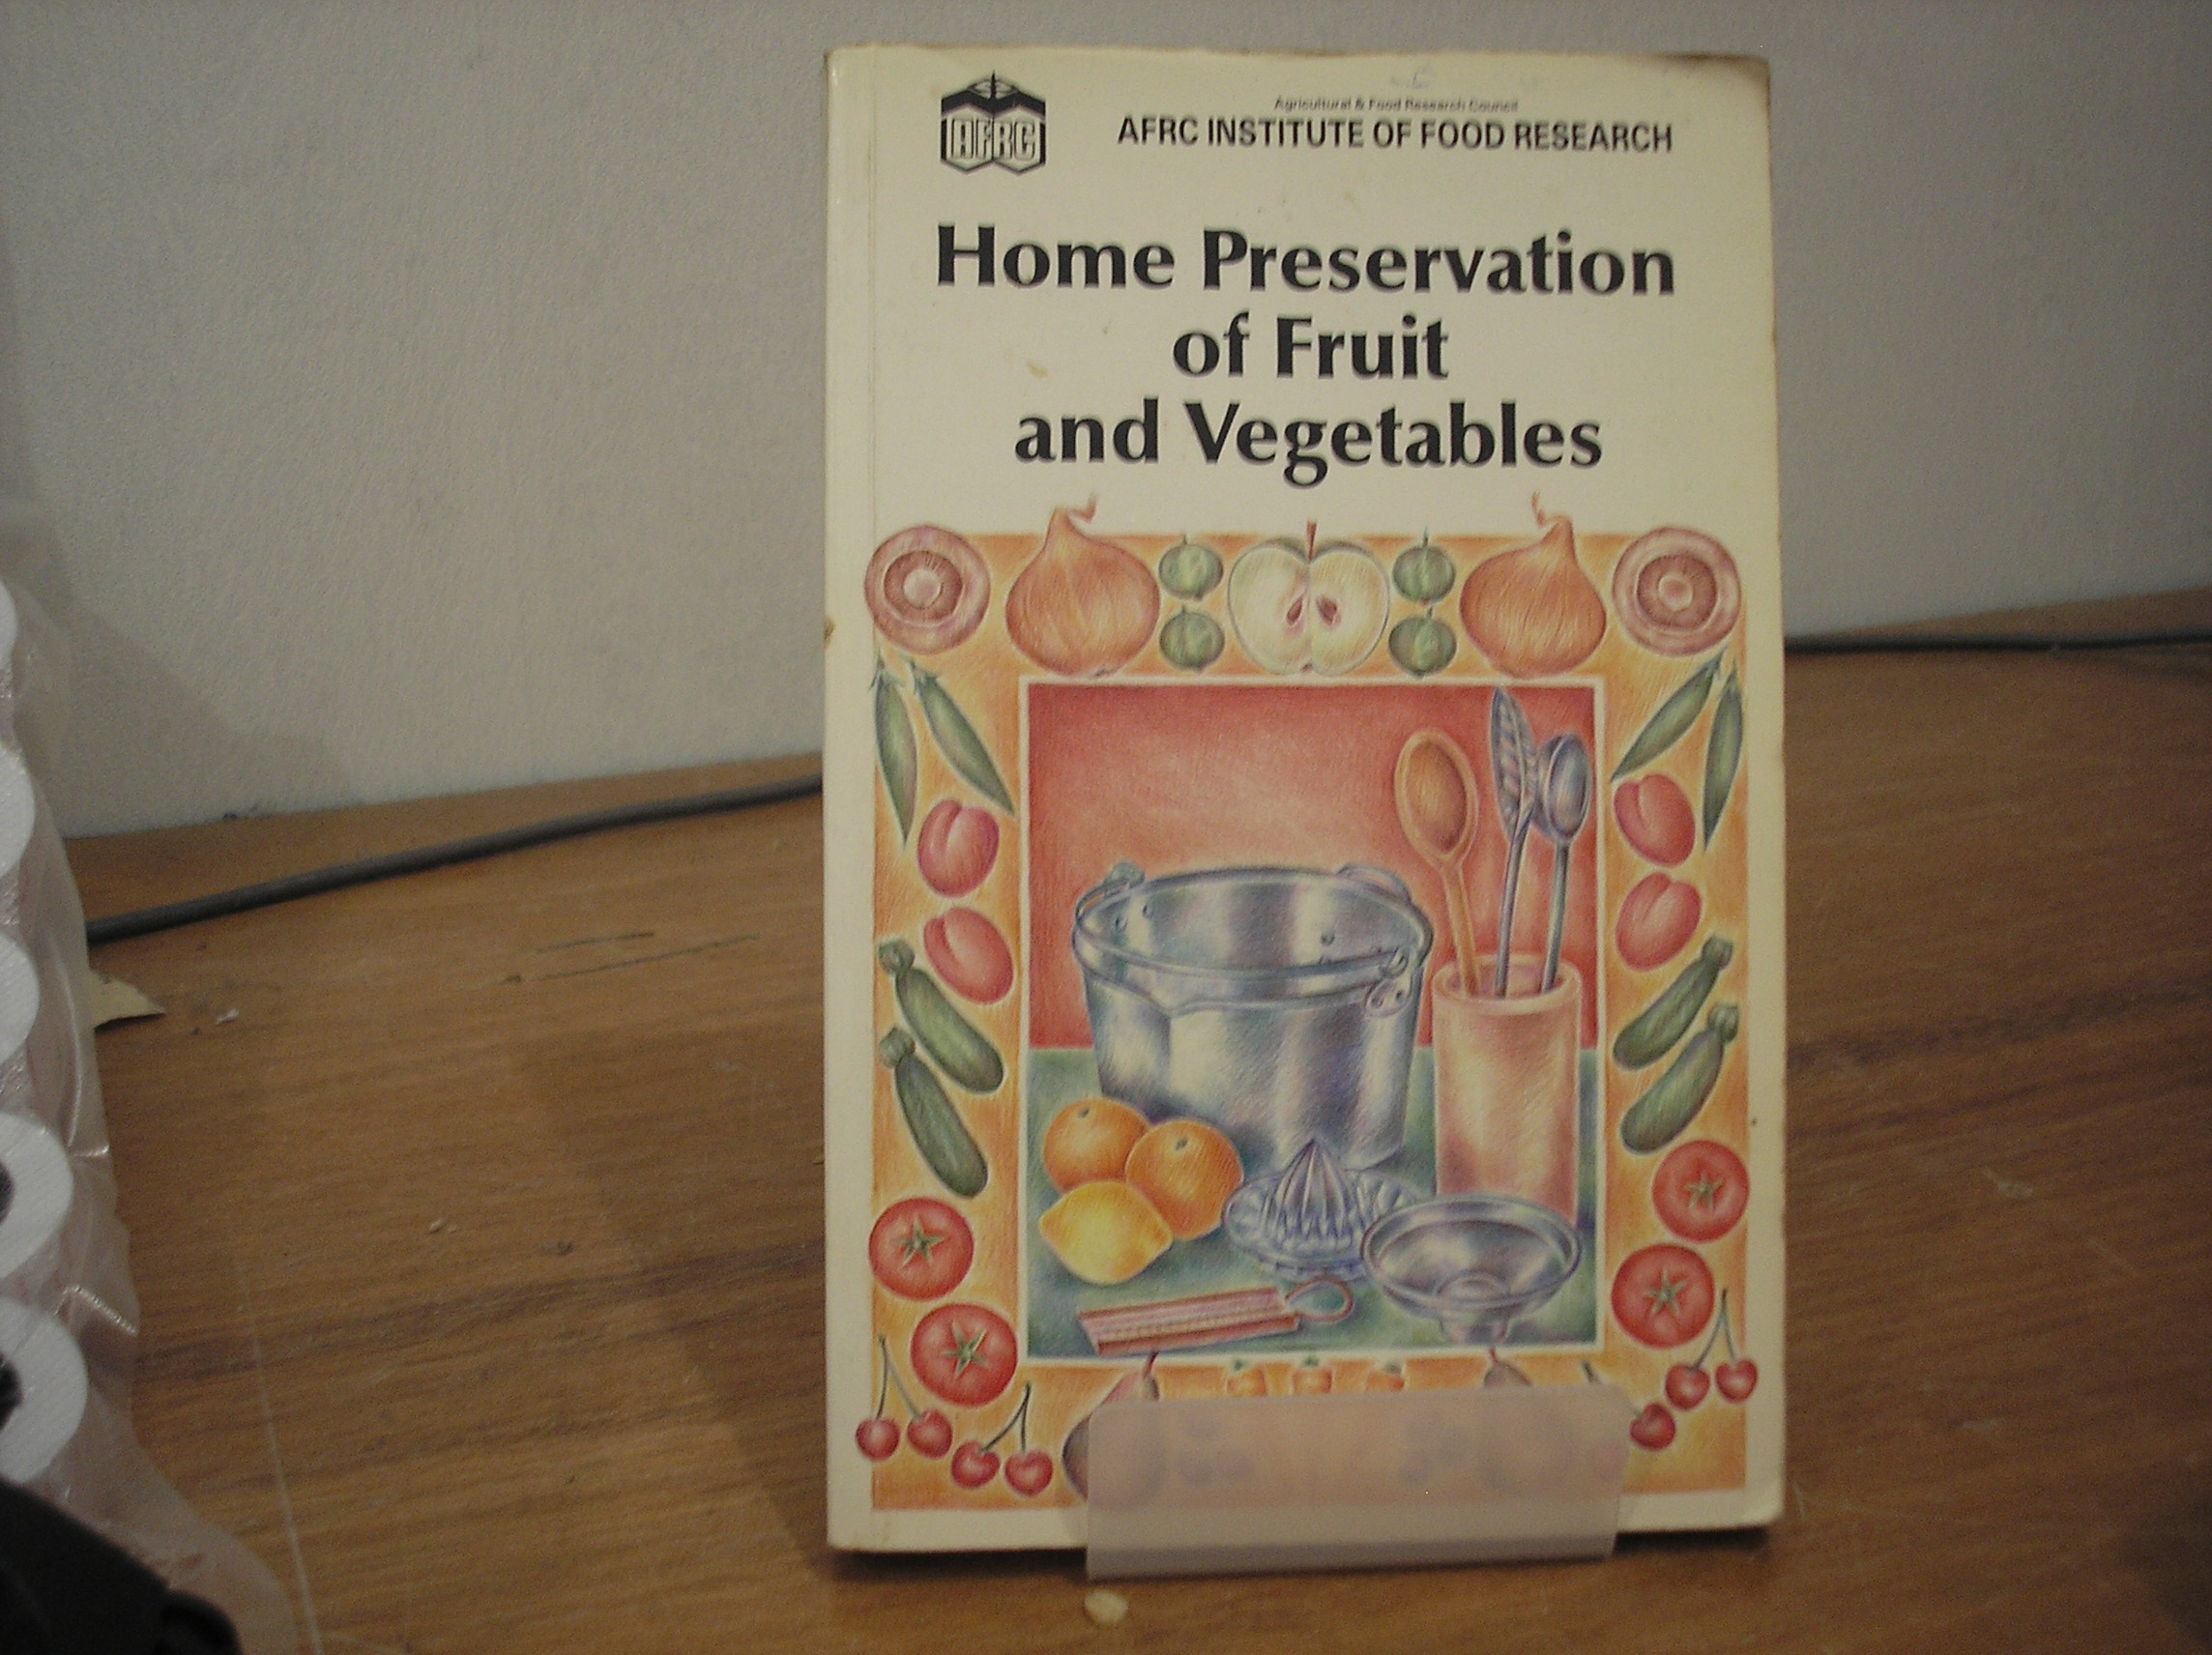 AFRC
Agricultural & Food Research Council
AFRC INSTITUTE OF FOOD RESEARCH
Home Preservation
of Fruit
and Vegetables